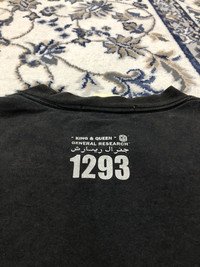 " KING & QUEEN "
GENERAL RESEARCH
جنرال ريسارش
1293